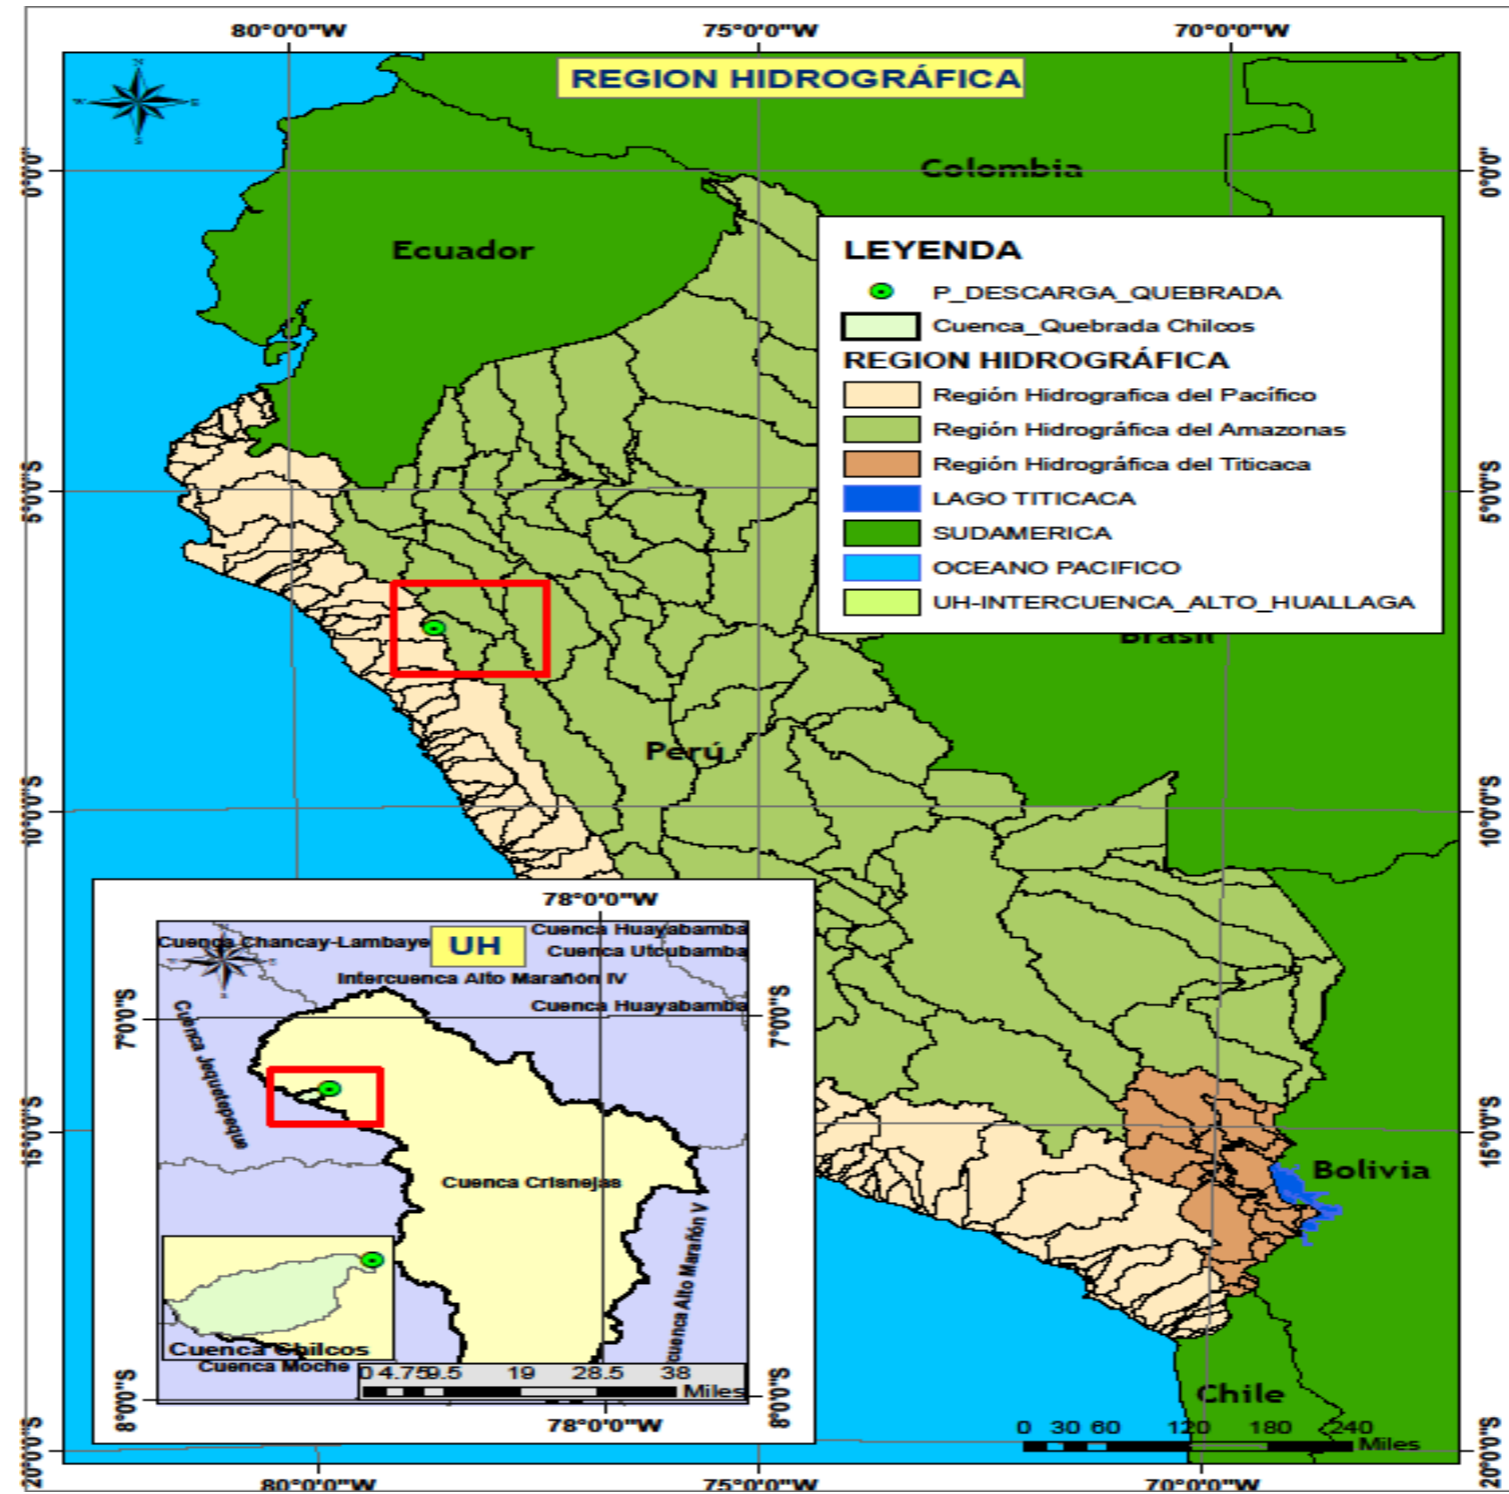 80°0'0"W 75°0'0"W 70°0'0"W
REGION HIDROGRÁFICA
N
W E
S
0°0'0" 0°0'0"
Colombia
Ecuador
LEYENDA
P_DESCARGA_QUEBRADA
Cuenca_Quebrada Chilcos
REGION HIDROGRÁFICA
Región Hidrografica del Pacífico
Región Hidrográfica del Amazonas
Región Hidrográfica del Titicaca
LAGO TITICACA
SUDAMERICA
OCEANO PACIFICO
UH-INTERCUENCA_ALTO_HUALLAGA
5°0'0"S 5°0'0"S
Brasil
Perú
10°0'0"S 10°0'0"S
78°0'0"W
UH
Cuenca Chancay-Lambaye
Cuenca Huayabamba
Cuenca Utcubamba
Intercuenca Alto Marañón IV
Cuenca Huayabamba
7°0'0"S 7°0'0"S
Cuenca Jequetepeque
Cuenca Crisnejas
cuenca Alto Marañón V
Cuenca Chilcos
Cuenca Moche
0 4.75 9.5 19 28.5 38
Miles
8°0'0"S 8°0'0"S
78°0'0"W
15°0'0"S 15°0'0"S
Bolivia
Chile
0 30 60 120 180 240
Miles
20°0'0"S 20°0'0"S
80°0'0"W 75°0'0"W 70°0'0"W